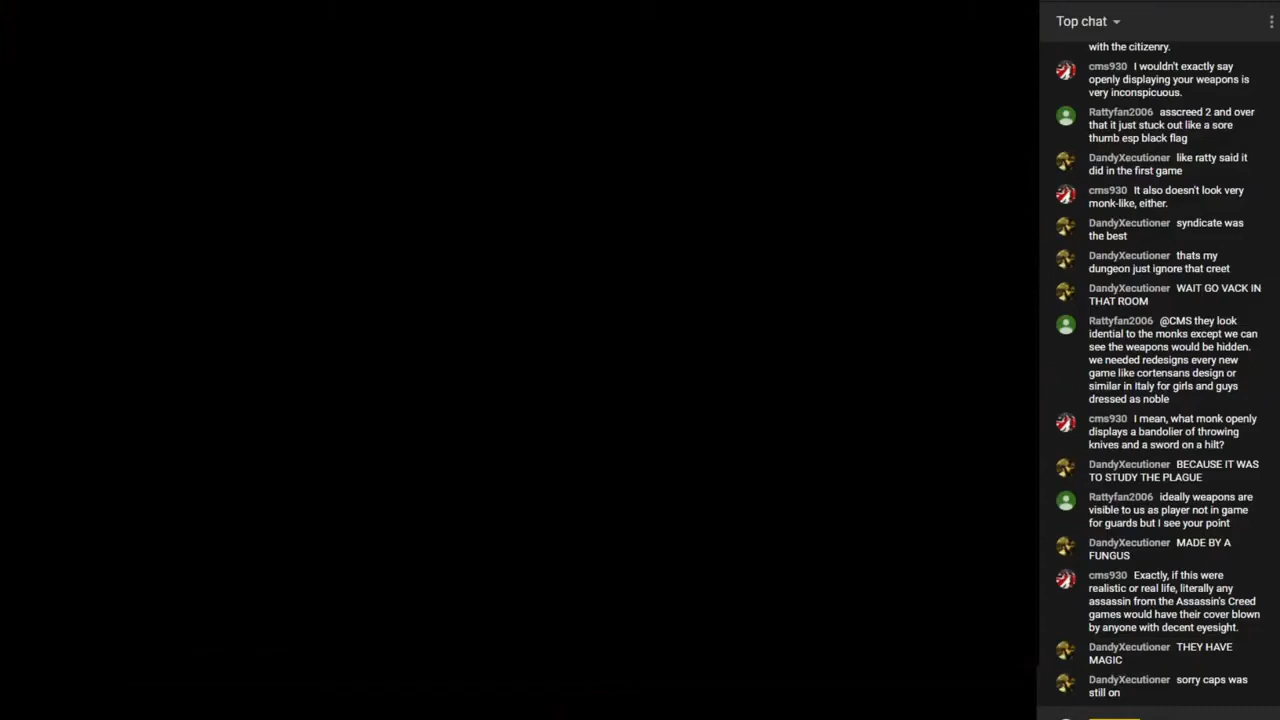 Top chat
with the citizenry.
cms930 I wouldn't exactly say
openly displaying your weapons is
very inconspicuous.
Rattyfan2006 asscreed 2 and over
that it just stuck out like a sore
thumb esp black flag
DandyXecutioner like ratty said it
did in the first game
cms930 It also doesn't look very
monk-like, either.
DandyXecutioner syndicate was
the best
DandyXecutioner thats my
dungeon just ignore that creet
DandyXecutioner WAIT GO VACK IN
THAT ROOM
Rattyfan2006 @CMS they look
idential to the monks except we can
see the weapons would be hidden.
we needed redesigns every new
game like cortensans design or
similar in Italy for girls and guys
dressed as noble
cms930 I mean, what monk openly
displays a bandolier of throwing
knives and a sword on a hilt?
DandyXecutioner BECAUSE IT WAS
TO STUDY THE PLAGUE
Rattyfan2006 ideally weapons are
visible to us as player not in game
for guards but I see your point
DandyXecutioner MADE BY A
FUNGUS
cms930 Exactly, if this were
realistic or real life, literally any
assassin from the Assassin's Creed
games would have their cover blown
by anyone with decent eyesight.
DandyXecutioner THEY HAVE
MAGIC
DandyXecutioner sorry caps was
still on